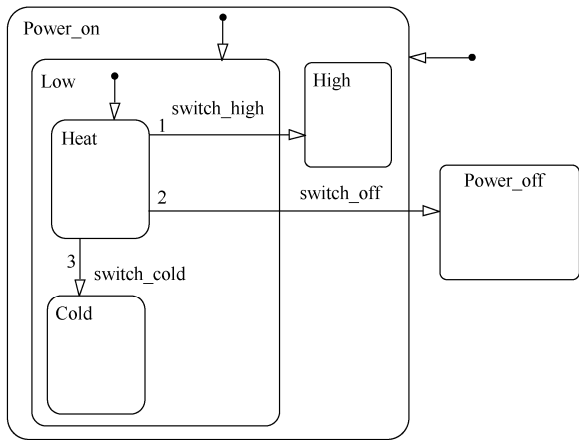 Power_on
Low
High
switch_high
1
Heat
Power_off
2
switch_off
3
switch_cold
Cold